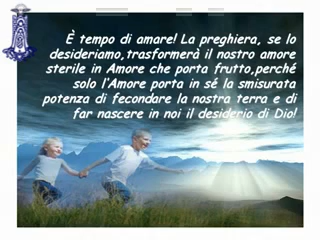 È tempo di amare! La preghiera, se lo
desideriamo,trasformerà il nostro amore
sterile in Amore che porta frutto,perché
solo l'Amore porta in sé la smisurata
potenza di fecondare la nostra terra e di
far nascere in noi il desiderio di Dio!